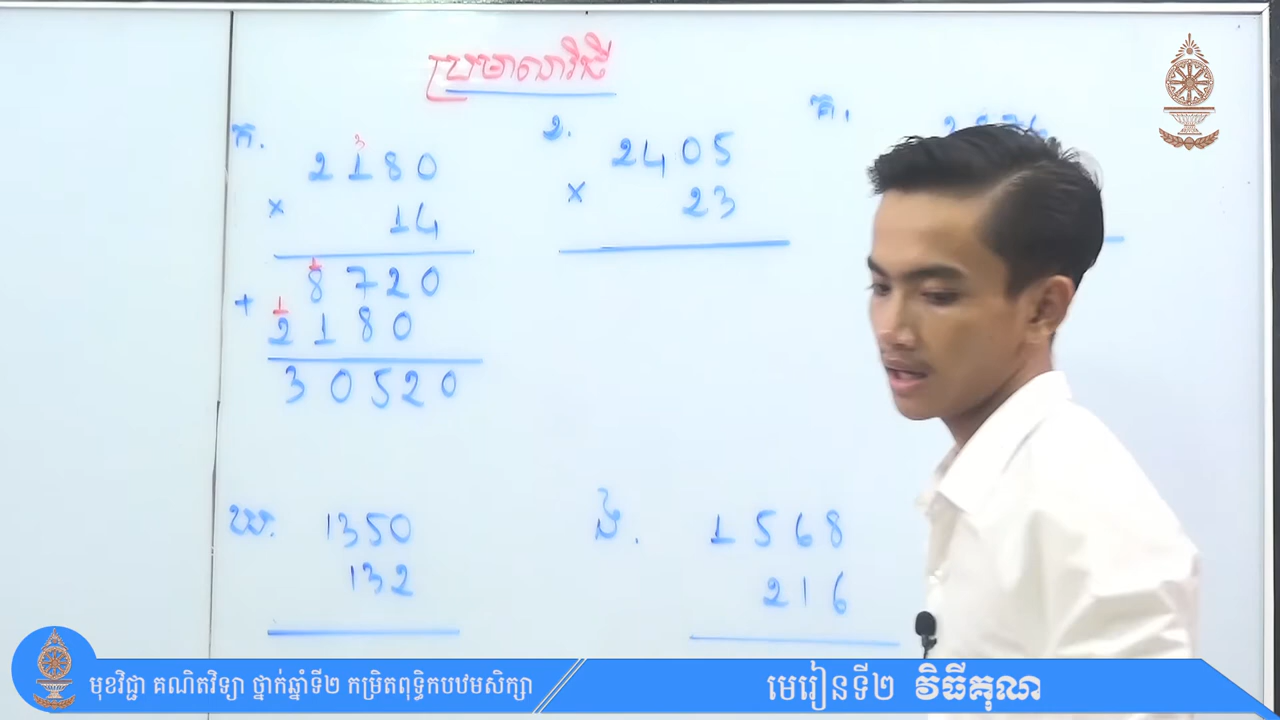 ប្រមាណវិធី
ក.
3
2180
× 14
1
8720
+ 1
2180
30520
ខ.
2405
× 23
គ.
ឃ.
1350
132
ង.
1568
216
មុខវិជ្ជា គណិតវិទ្យា ថ្នាក់ឆ្នាំទី២ កម្រិតពុទ្ធិកបឋមសិក្សា
មេរៀនទី២ វិធីគុណ